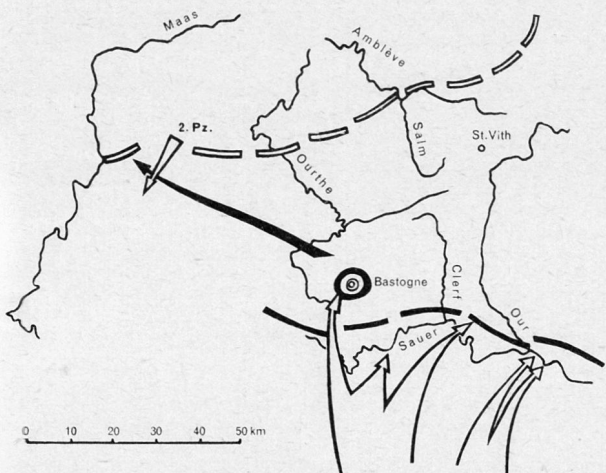 Maas
Amblève
2. Pz.
Salm
St.Vith
Ourthe
Bastogne
Clerf
Our
Sauer
0 10 20 30 40 50 km